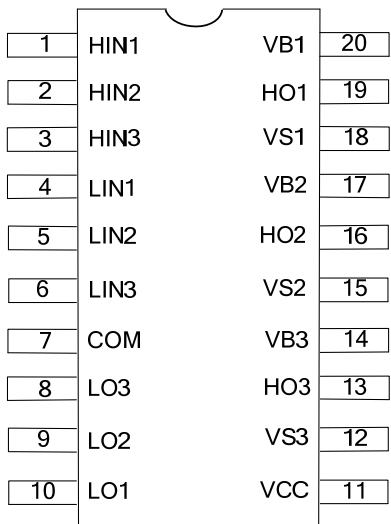 1 HIN1 VB1 20
2 HIN2 HO1 19
3 HIN3 VS1 18
4 LIN1 VB2 17
5 LIN2 HO2 16
6 LIN3 VS2 15
7 COM VB3 14
8 LO3 HO3 13
9 LO2 VS3 12
10 LO1 VCC 11